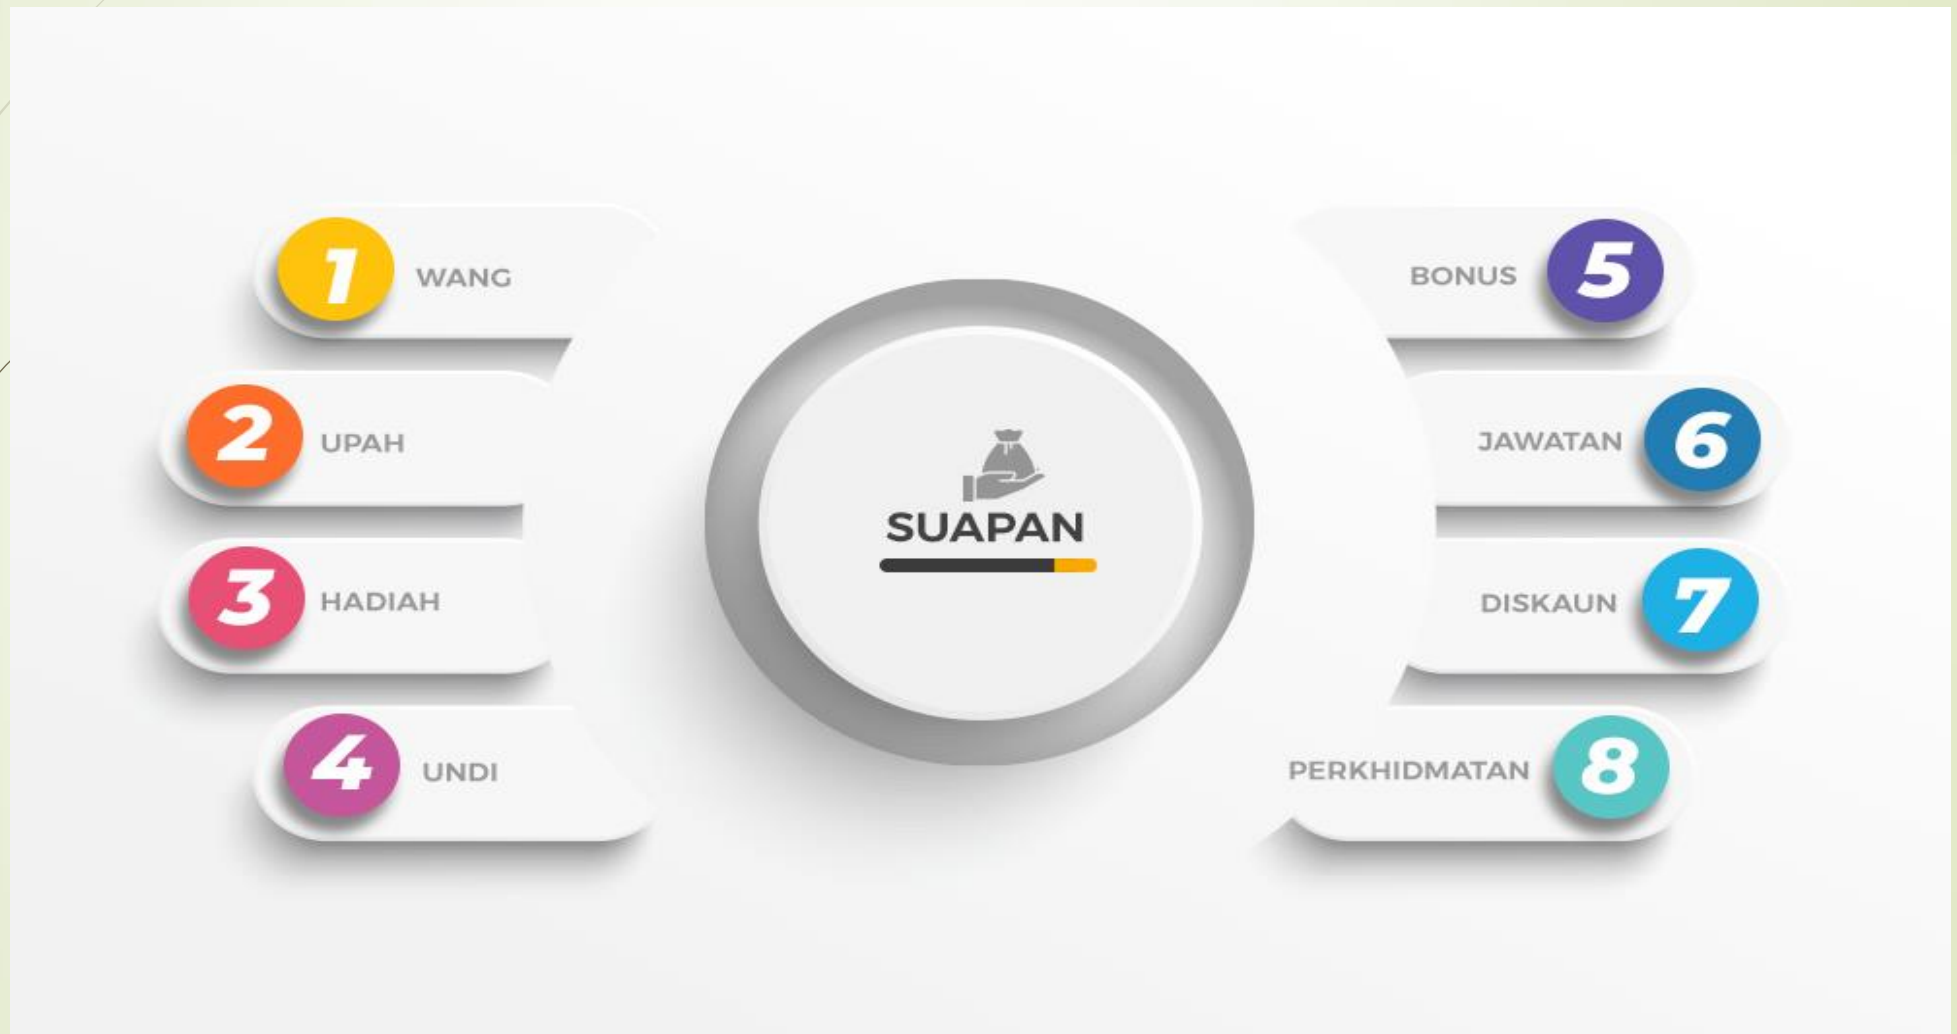 1 WANG
2 UPAH
3 HADIAH
4 UNDI
SUAPAN
BONUS 5
JAWATAN 6
DISKAUN 7
PERKHIDMATAN 8